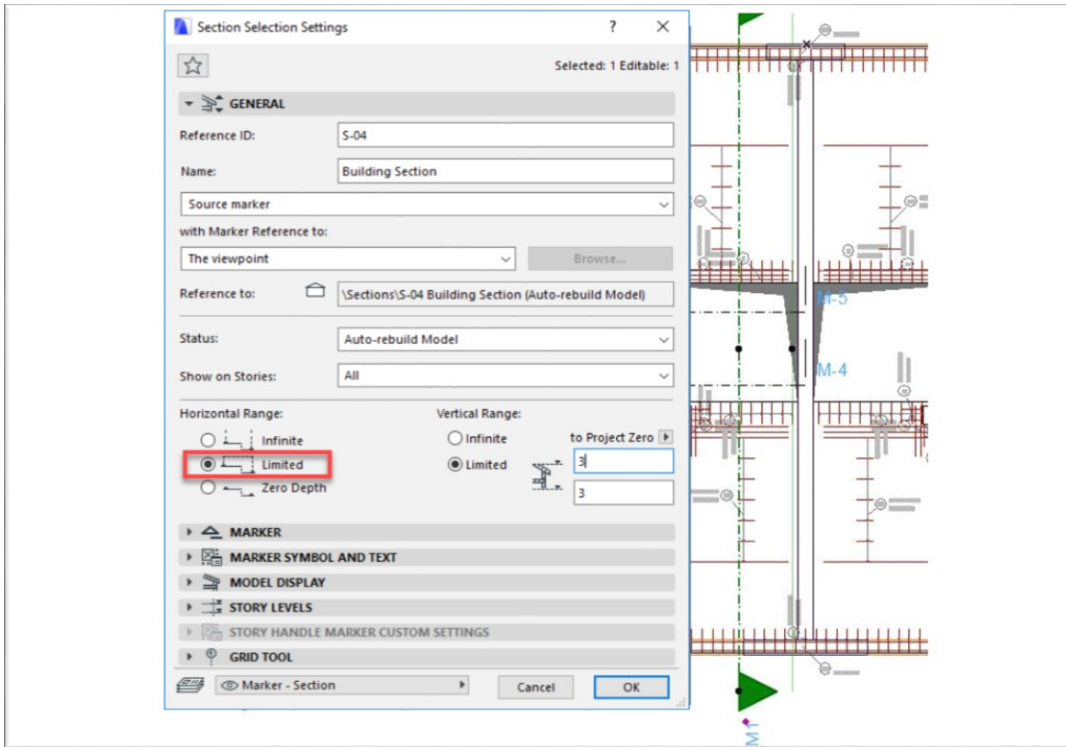 Section Selection Settings
?
Selected: 1 Editable: 1
GENERAL
Reference ID:
S-04
Name:
Building Section
Source marker
with Marker Reference to:
The viewpoint
Browse...
Reference to:
\Sections\S-04 Building Section (Auto-rebuild Model)
Status:
Auto-rebuild Model
Show on Stories:
All
Horizontal Range:
Infinite
Limited
Zero Depth
Vertical Range:
Infinite
to Project Zero
Limited
3
3
MARKER
MARKER SYMBOL AND TEXT
MODEL DISPLAY
STORY LEVELS
STORY HANDLE MARKER CUSTOM SETTINGS
GRID TOOL
Marker - Section
Cancel
OK
M-5
M-4
M1